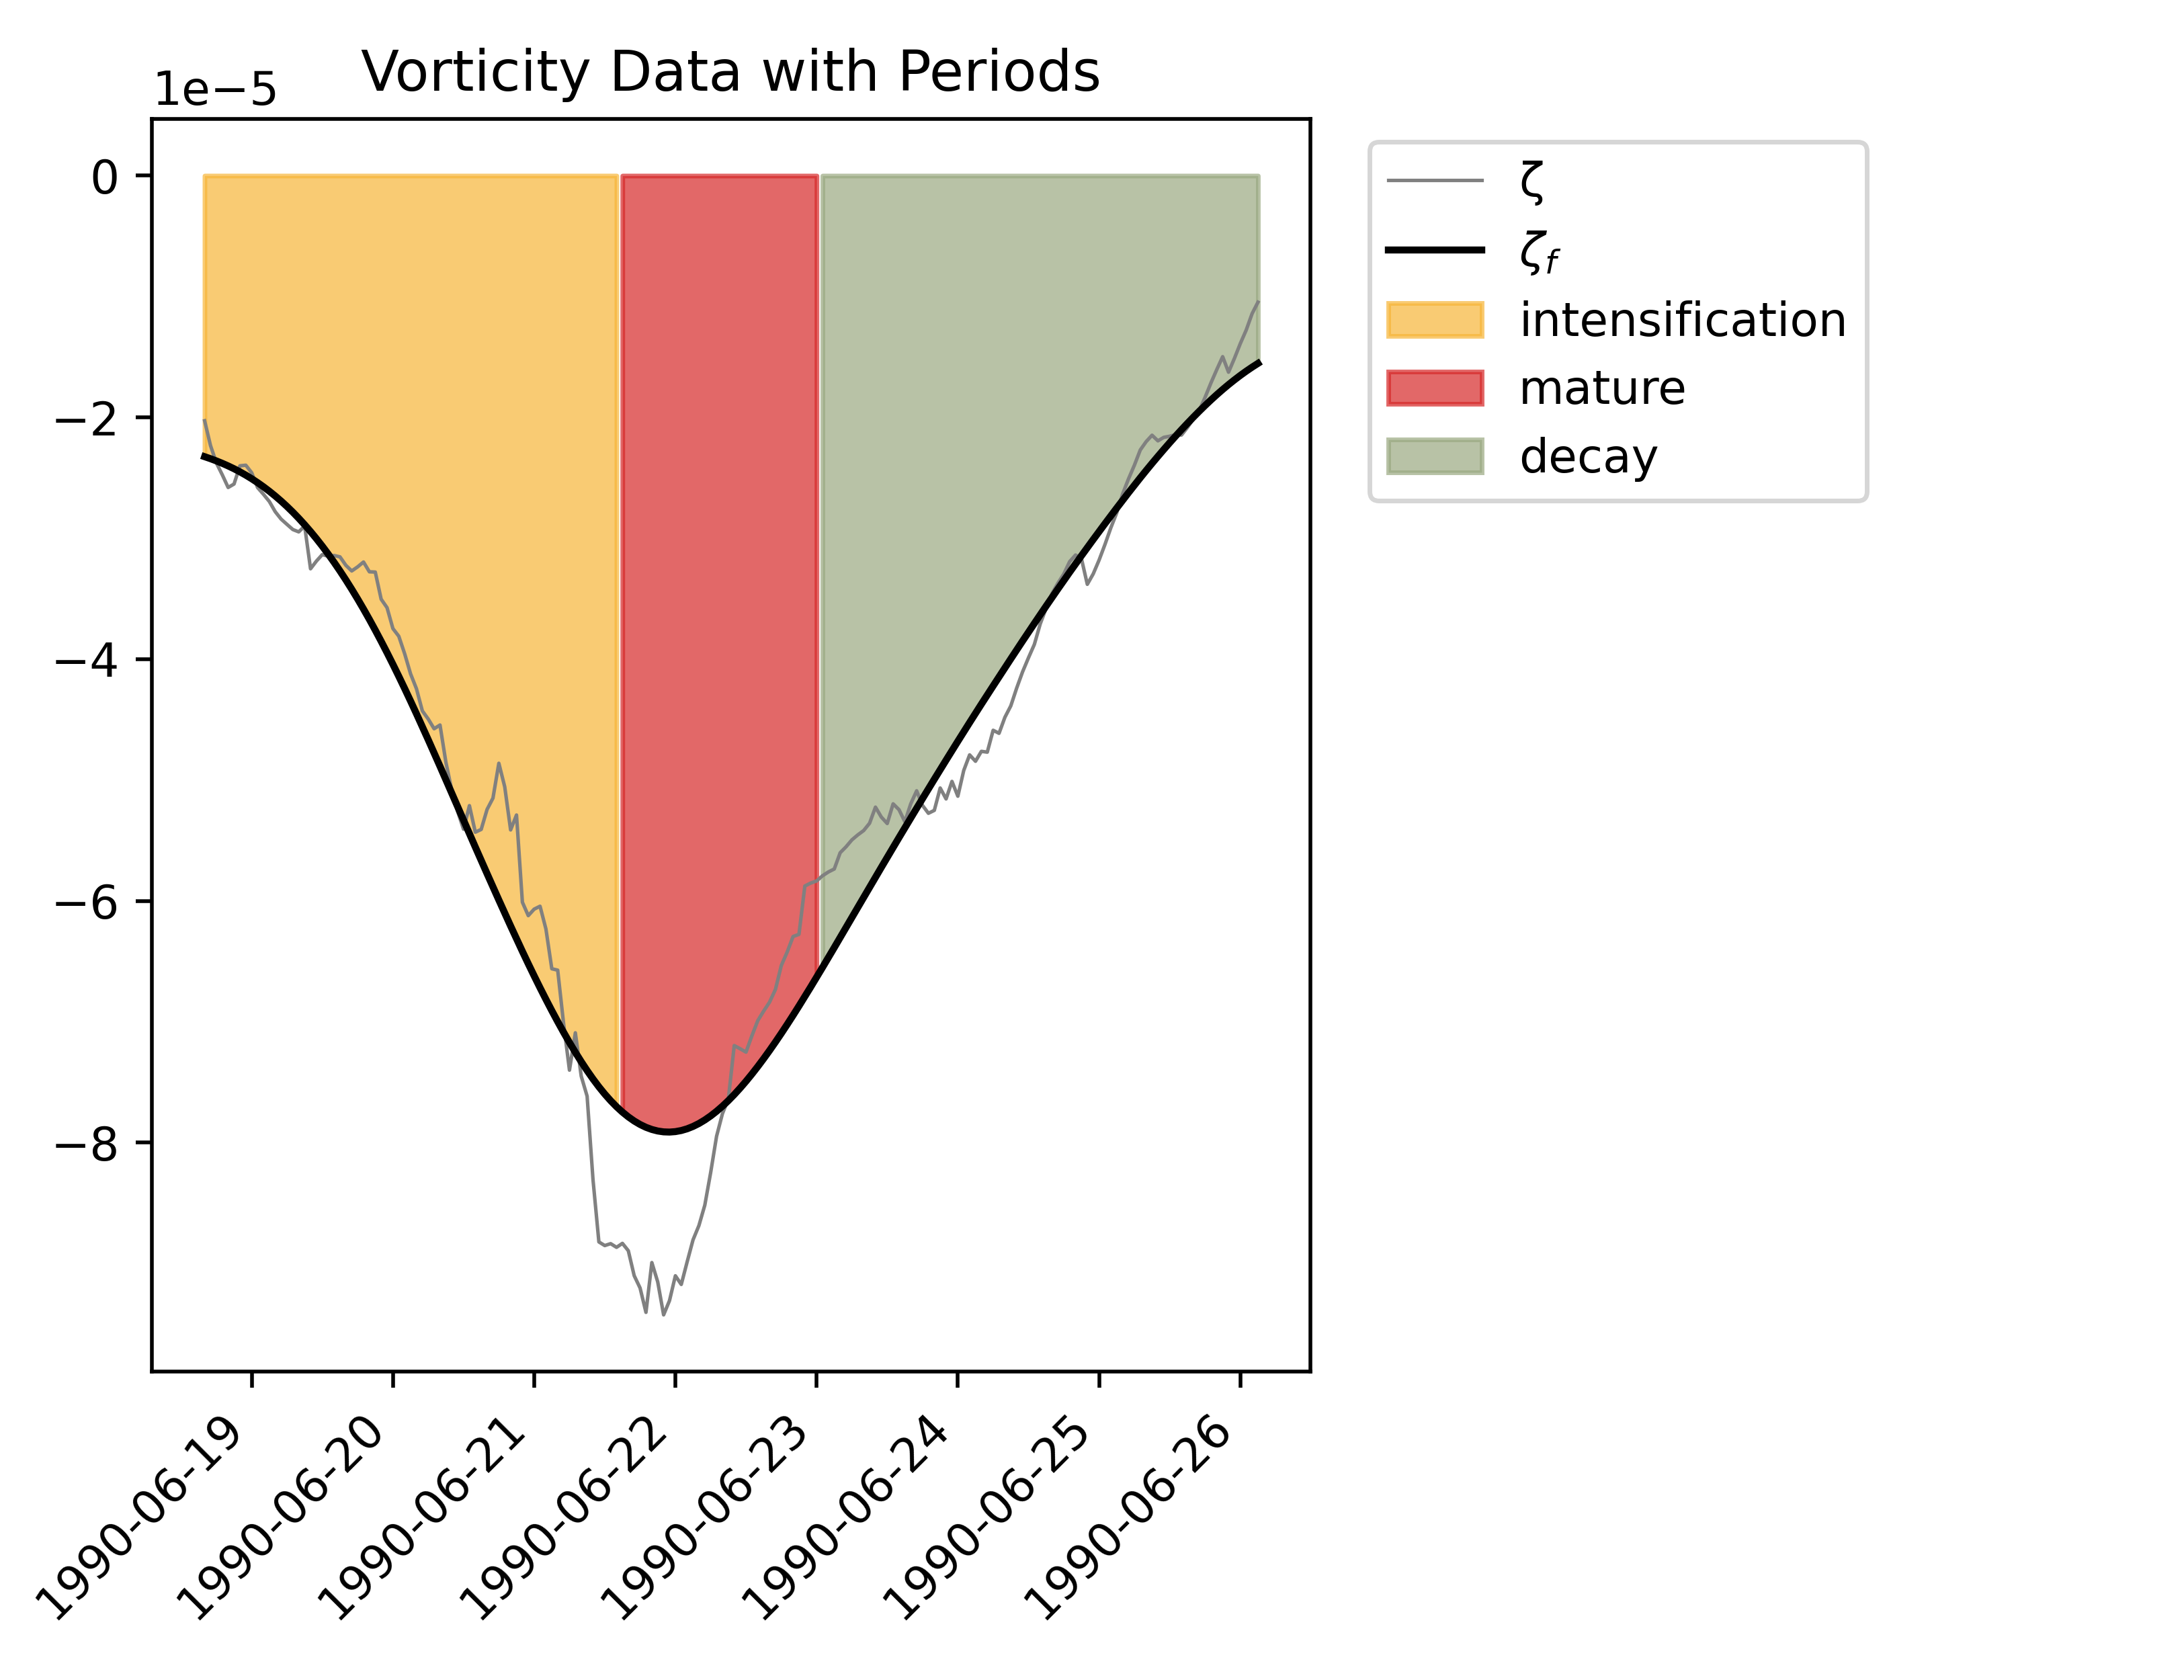 Vorticity Data with Periods
1e−5
0
−2
−4
−6
−8
1990-06-19
1990-06-20
1990-06-21
1990-06-22
1990-06-23
1990-06-24
1990-06-25
1990-06-26
ζ
ζf
intensification
mature
decay